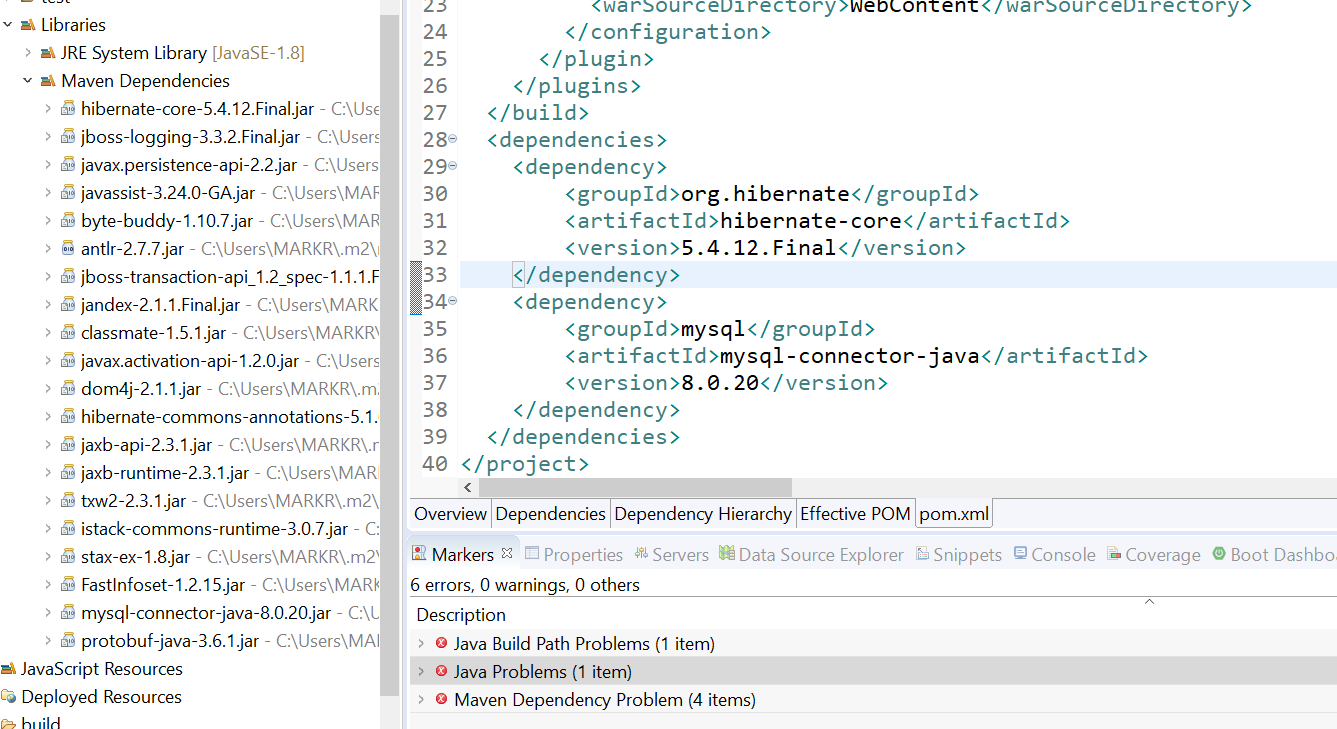 test
Libraries
JRE System Library [JavaSE-1.8]
Maven Dependencies
hibernate-core-5.4.12.Final.jar - C:\Use
jboss-logging-3.3.2.Final.jar - C:\Users
javax.persistence-api-2.2.jar - C:\Users
javassist-3.24.0-GA.jar - C:\Users\MAR
byte-buddy-1.10.7.jar - C:\Users\MARKR
antlr-2.7.7.jar - C:\Users\MARKR\.m2\
jboss-transaction-api_1.2_spec-1.1.1.F
jandex-2.1.1.Final.jar - C:\Users\MARK
classmate-1.5.1.jar - C:\Users\MARKR\
javax.activation-api-1.2.0.jar - C:\Users
dom4j-2.1.1.jar - C:\Users\MARKR\.m2
hibernate-commons-annotations-5.1.
jaxb-api-2.3.1.jar - C:\Users\MARKR\.r
jaxb-runtime-2.3.1.jar - C:\Users\MAR
txw2-2.3.1.jar - C:\Users\MARKR\.m2\
istack-commons-runtime-3.0.7.jar - C:
stax-ex-1.8.jar - C:\Users\MARKR\.m2\
FastInfoset-1.2.15.jar - C:\Users\MARK
mysql-connector-java-8.0.20.jar - C:\U
protobuf-java-3.6.1.jar - C:\Users\MAI
JavaScript Resources
Deployed Resources
build
23 <warSourceDirectory>WebContent</warSourceDirectory>
24 </configuration>
25 </plugin>
26 </plugins>
27 </build>
28 <dependencies>
29 <dependency>
30 <groupId>org.hibernate</groupId>
31 <artifactId>hibernate-core</artifactId>
32 <version>5.4.12.Final</version>
33 </dependency>
34 <dependency>
35 <groupId>mysql</groupId>
36 <artifactId>mysql-connector-java</artifactId>
37 <version>8.0.20</version>
38 </dependency>
39 </dependencies>
40 </project>
Overview Dependencies Dependency Hierarchy Effective POM pom.xml
Markers Properties Servers Data Source Explorer Snippets Console Coverage Boot Dashbo
6 errors, 0 warnings, 0 others
Description
Java Build Path Problems (1 item)
Java Problems (1 item)
Maven Dependency Problem (4 items)